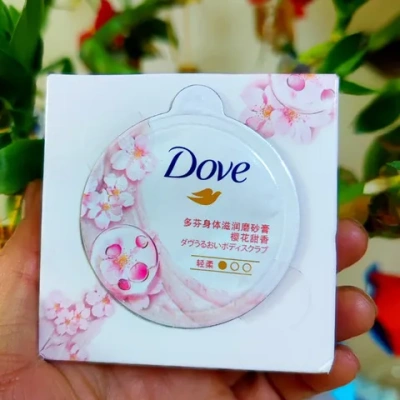 Dove
多芬身体滋润磨砂膏
樱花甜香
ダヴうるおいボディスクラブ
轻柔